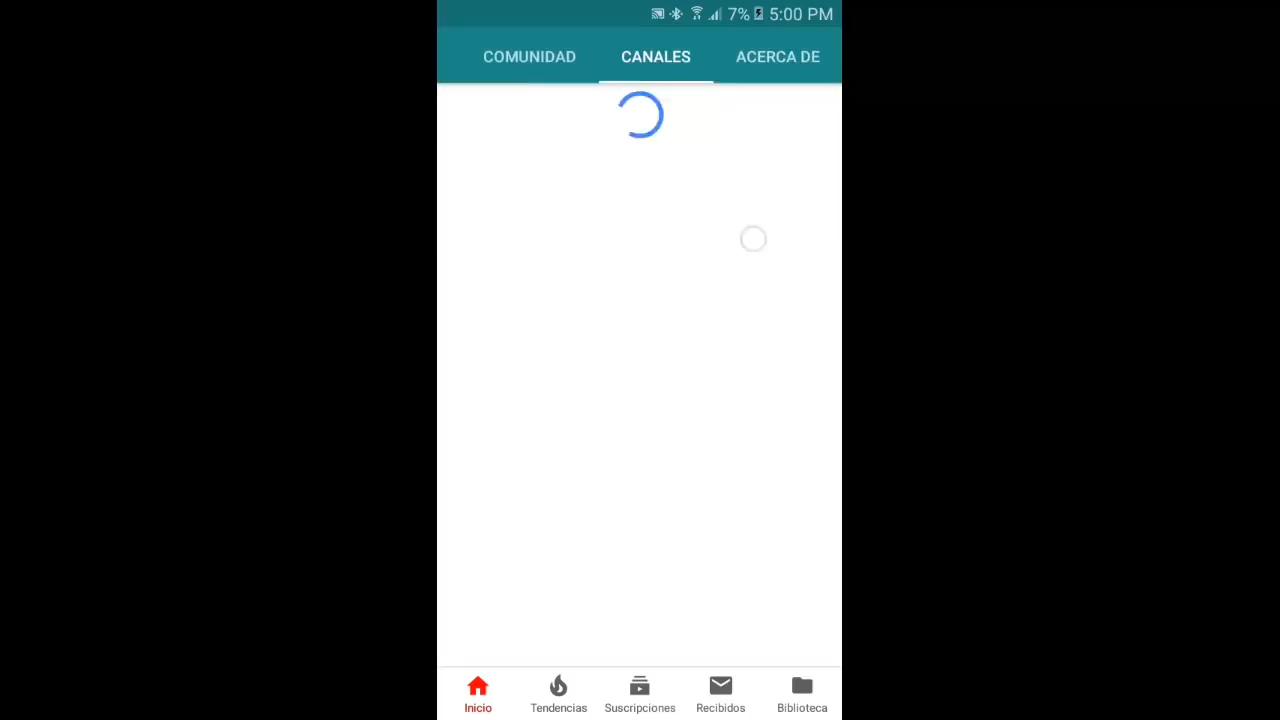 7% 5:00 PM
COMUNIDAD CANALES ACERCA DE
Inicio Tendencias Suscripciones Recibidos Biblioteca